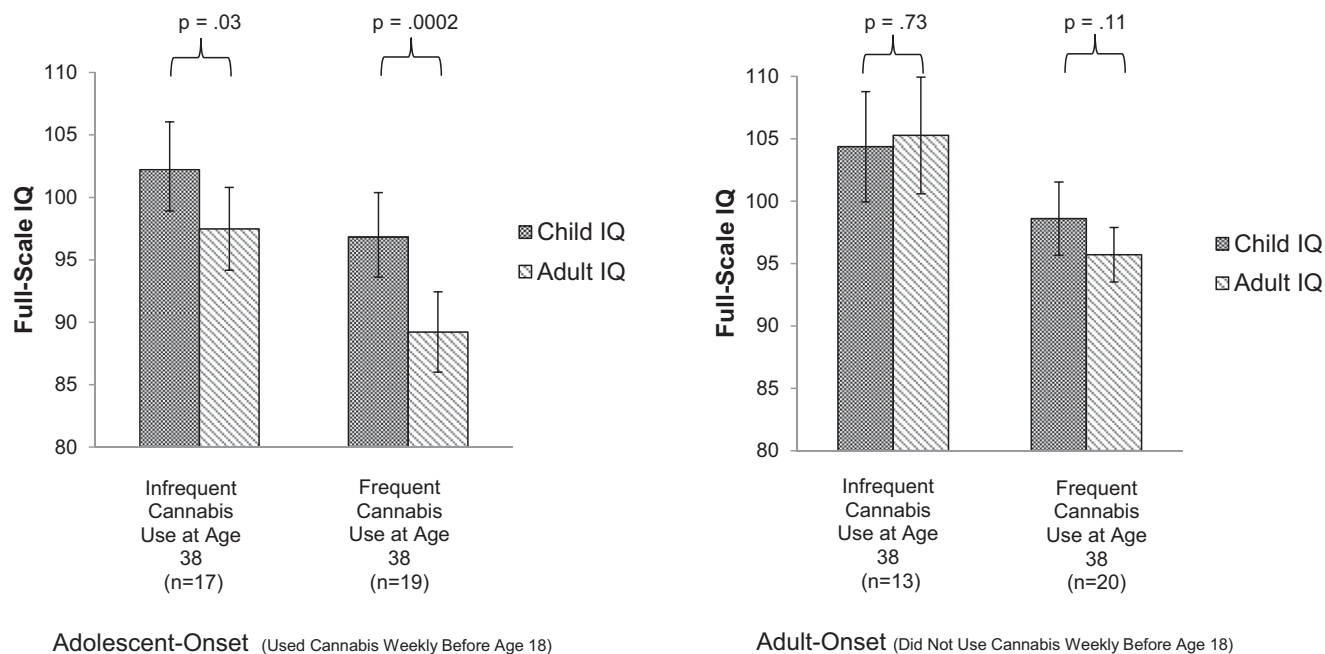 p = .03
p = .0002
110
105
100
95
90
85
80
Full-Scale IQ
Child IQ
Adult IQ
Infrequent
Cannabis
Use at Age
38
(n=17)
Frequent
Cannabis
Use at Age
38
(n=19)
Adolescent-Onset (Used Cannabis Weekly Before Age 18)
p = .73
p = .11
110
105
100
95
90
85
80
Full-Scale IQ
Child IQ
Adult IQ
Infrequent
Cannabis
Use at Age
38
(n=13)
Frequent
Cannabis
Use at Age
38
(n=20)
Adult-Onset (Did Not Use Cannabis Weekly Before Age 18)